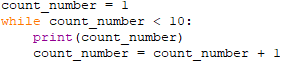 count_number = 1
while count_number < 10:
    print(count_number)
    count_number = count_number + 1